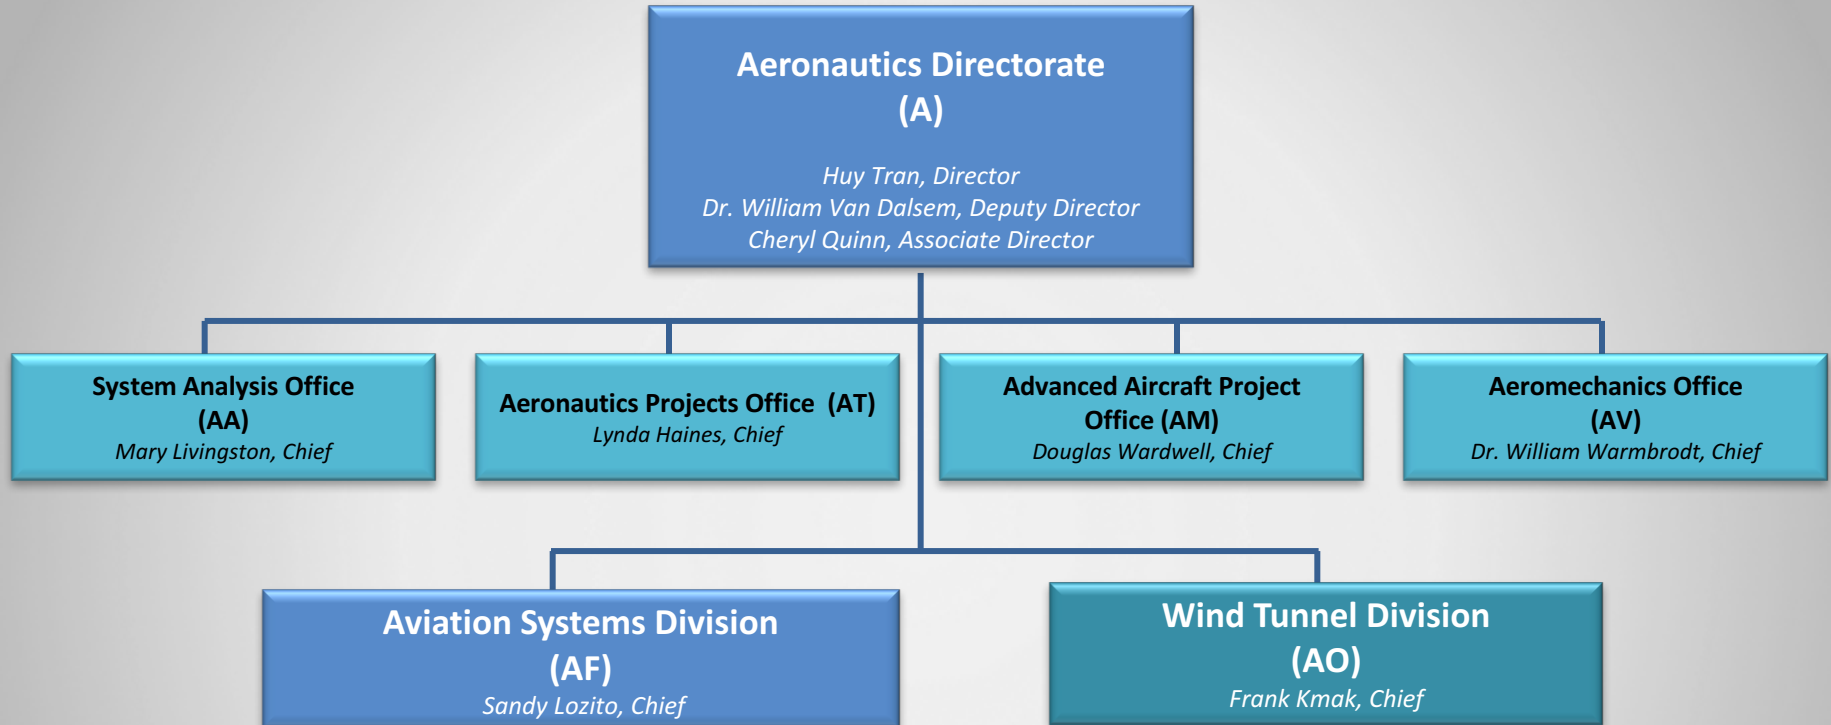 Aeronautics Directorate
(A)
Huy Tran, Director
Dr. William Van Dalsem, Deputy Director
Cheryl Quinn, Associate Director
System Analysis Office
(AA)
Mary Livingston, Chief
Aeronautics Projects Office (AT)
Lynda Haines, Chief
Advanced Aircraft Project
Office (AM)
Douglas Wardwell, Chief
Aeromechanics Office
(AV)
Dr. William Warmbrodt, Chief
Aviation Systems Division
(AF)
Sandy Lozito, Chief
Wind Tunnel Division
(AO)
Frank Kmak, Chief